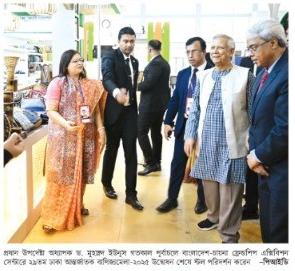 প্রধান উপদেষ্টা অধ্যাপক ড. মুহাম্মদ ইউনূস গতকাল পূর্বাচলে বাংলাদেশ-চায়না ফ্রেন্ডশিপ এক্সিবিশন
সেন্টারে ২৯তম ঢাকা আন্তর্জাতিক বাণিজ্যমেলা-২০২৫ উদ্বোধন শেষে স্টল পরিদর্শন করেন -পিআইডি